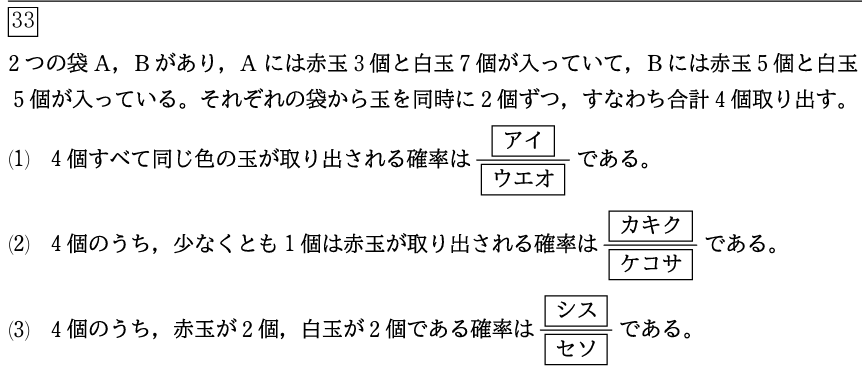 33
2つの袋 A，B があり，A には赤玉 3 個と白玉 7 個が入っていて，B には赤玉 5 個と白玉
5 個が入っている。それぞれの袋から玉を同時に 2 個ずつ，すなわち合計 4 個取り出す。
(1) 4 個すべて同じ色の玉が取り出される確率は アイ/ウエオ である。
(2) 4 個のうち，少なくとも 1 個は赤玉が取り出される確率は カキク/ケコサ である。
(3) 4 個のうち，赤玉が 2 個，白玉が 2 個である確率は シス/セソ である。